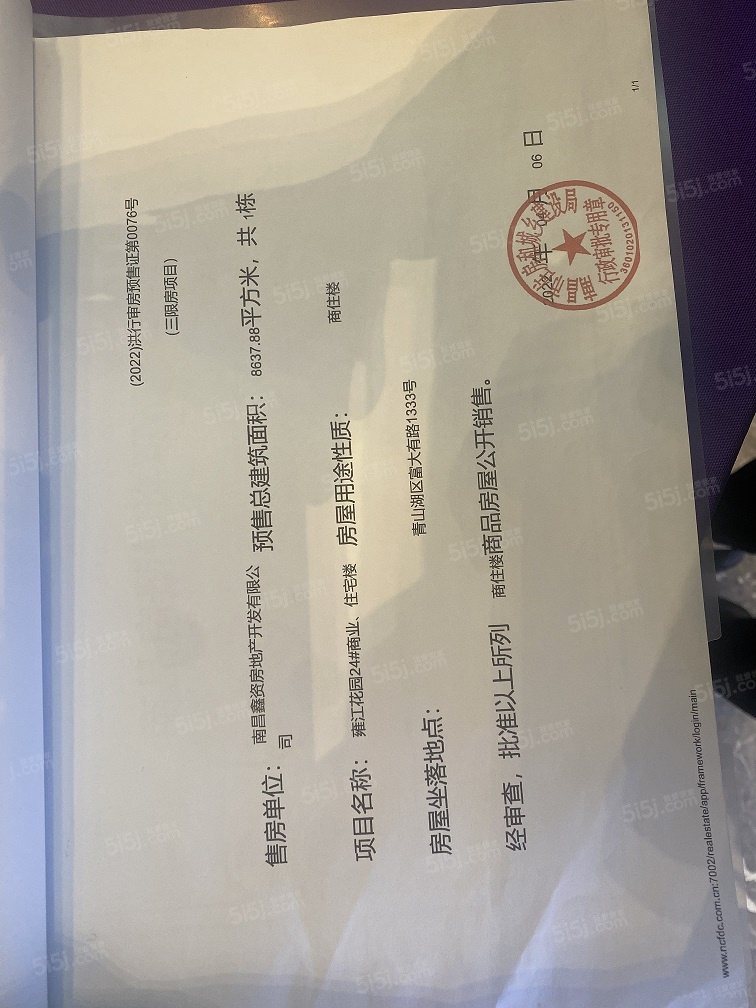 (2022)洪行审房预售证第0076号
(三限房项目)
售房单位： 南昌鑫资房地产开发有限公司 预售总建筑面积： 8637.88平方米，共 1栋
项目名称： 雍江花园24#商业、住宅楼 房屋用途性质： 商住楼
房屋坐落地点： 青山湖区富大有路1333号
经审查，批准以上所列 商住楼商品房屋公开销售。
年 月 06 日
行政审批专用章
3601020131150
www.ncfdc.com.cn:7002/realestate/app/framework/login/main
1/1
5i5j.com